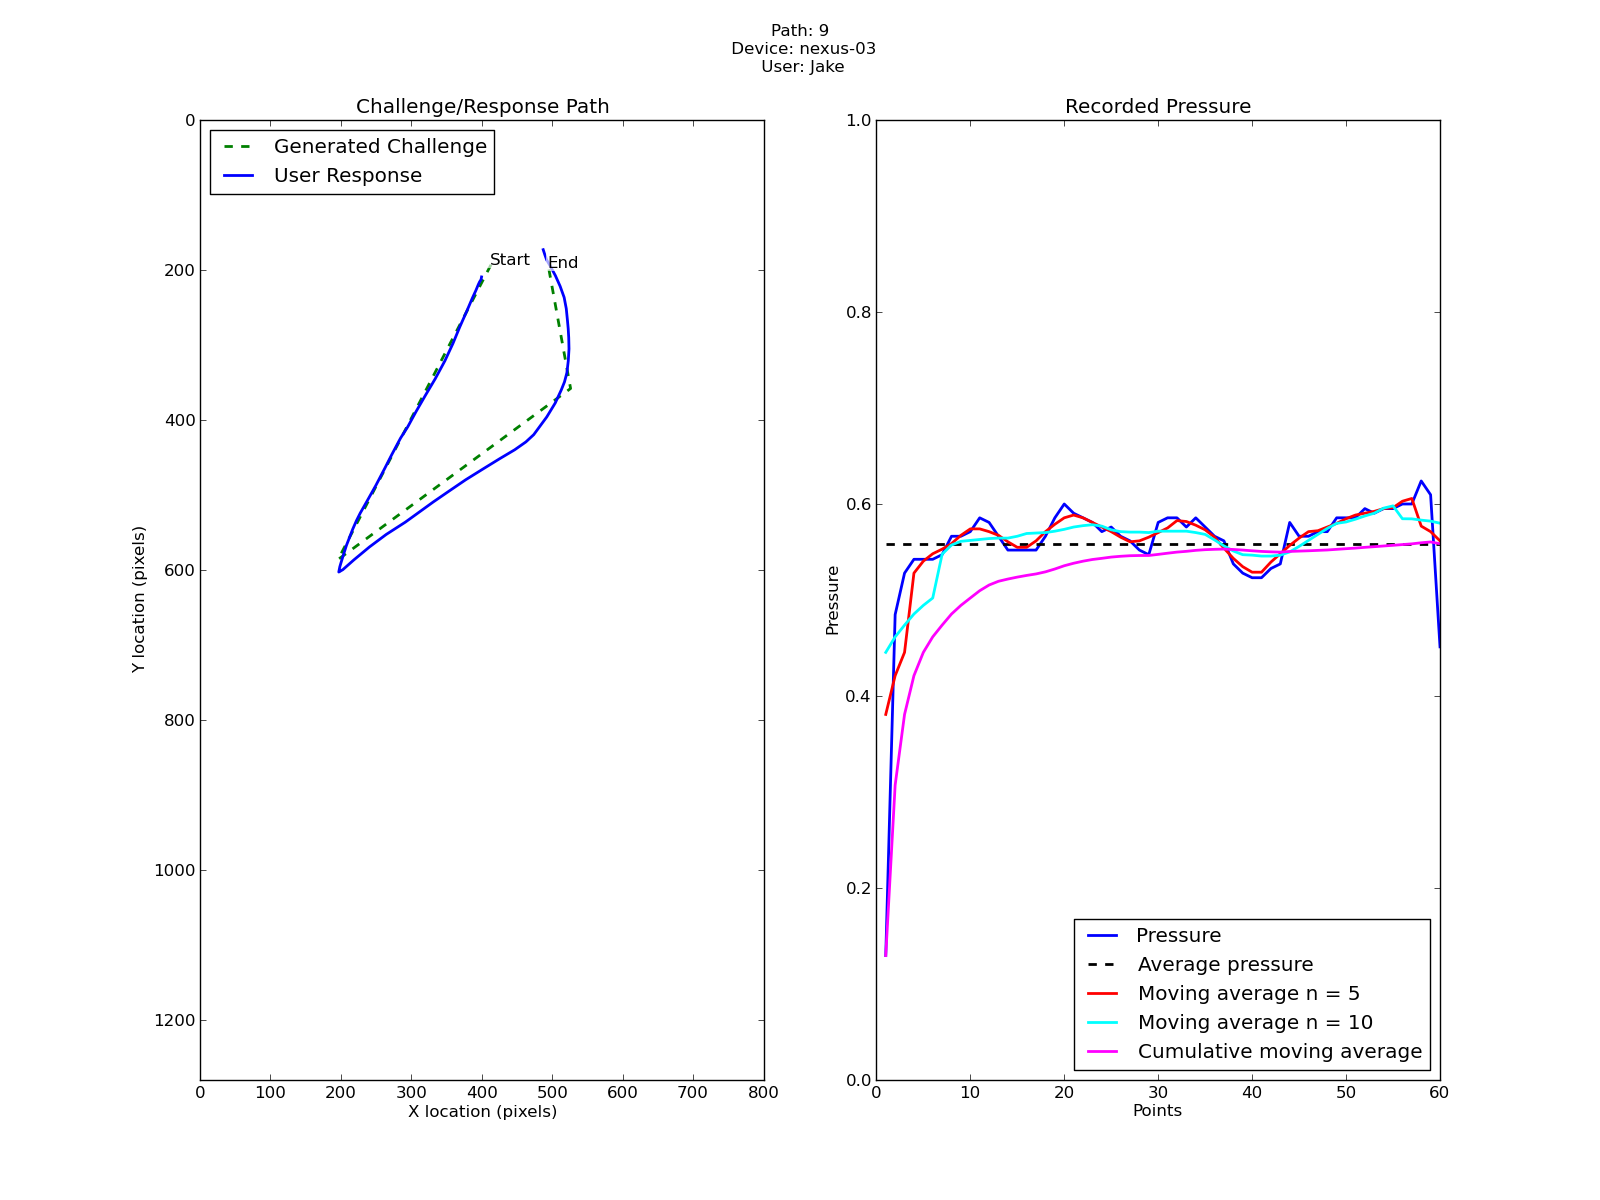 Path: 9
Device: nexus-03
User: Jake
Challenge/Response Path
Generated Challenge
User Response
Start
End
0
200
400
600
800
1000
1200
Y location (pixels)
0 100 200 300 400 500 600 700 800
X location (pixels)
Recorded Pressure
1.0
0.8
0.6
0.4
0.2
0.0
Pressure
Pressure
Average pressure
Moving average n = 5
Moving average n = 10
Cumulative moving average
0 10 20 30 40 50 60
Points